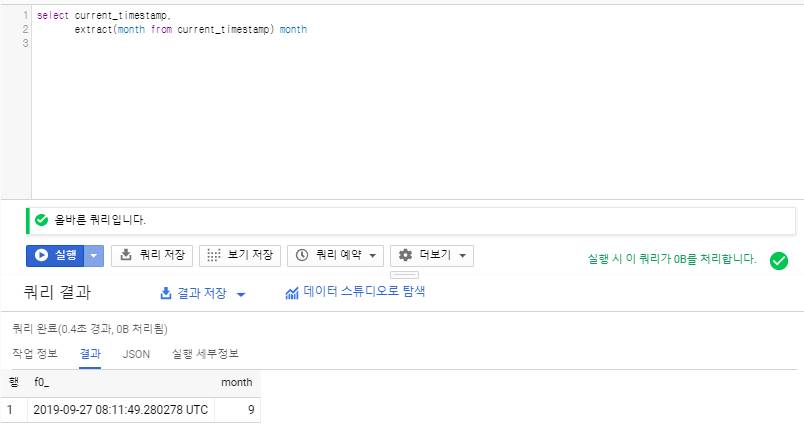 1 select current_timestamp,
2 extract(month from current_timestamp) month
3
올바른 쿼리입니다.
실행 쿼리 저장 보기 저장 쿼리 예약 더보기 실행 시 이 쿼리가 0B를 처리합니다.
쿼리 결과 결과 저장 데이터 스튜디오로 탐색
쿼리 완료(0.4초 경과, 0B 처리됨)
작업 정보 결과 JSON 실행 세부정보
행 f0_ month
1 2019-09-27 08:11:49.280278 UTC 9